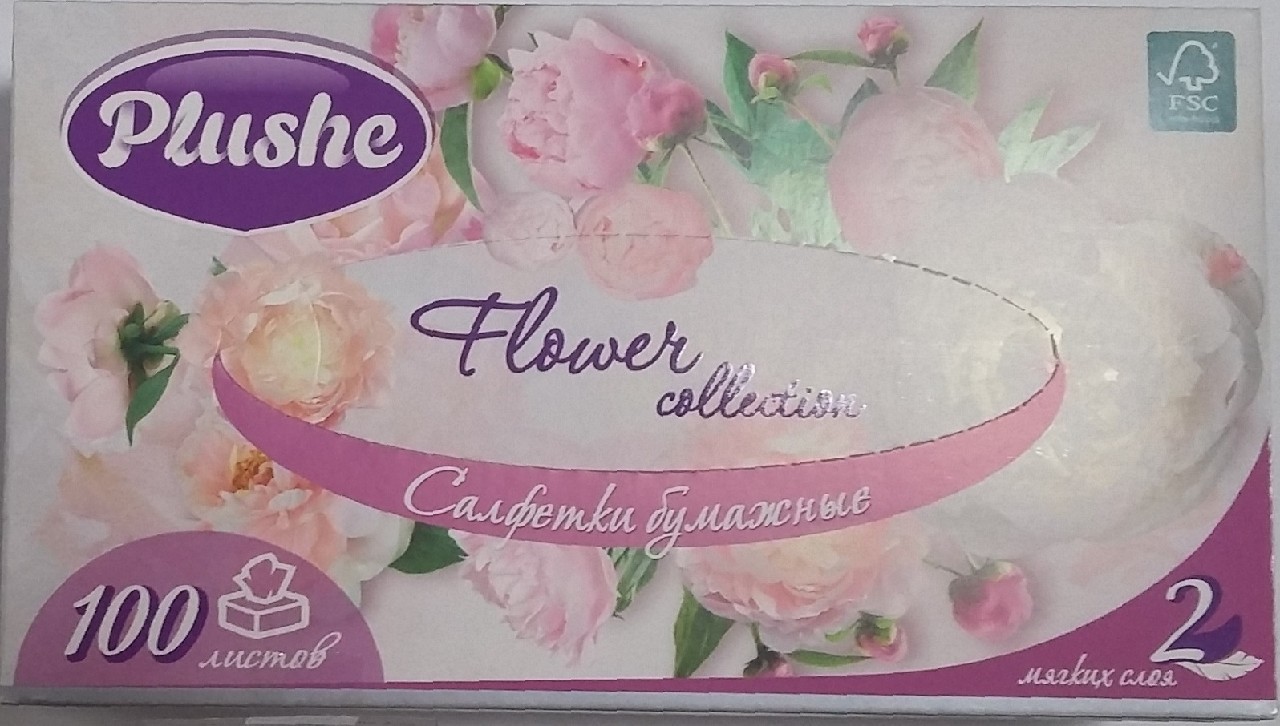 Plushe
FSC
Flower
collection
Салфетки бумажные
100
листов
2
мягких слоя